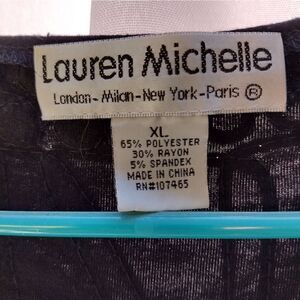 Lauren Michelle
London-Milan-New York-Paris ®
XL
65% POLYESTER
30% RAYON
5% SPANDEX
MADE IN CHINA
RN#107465